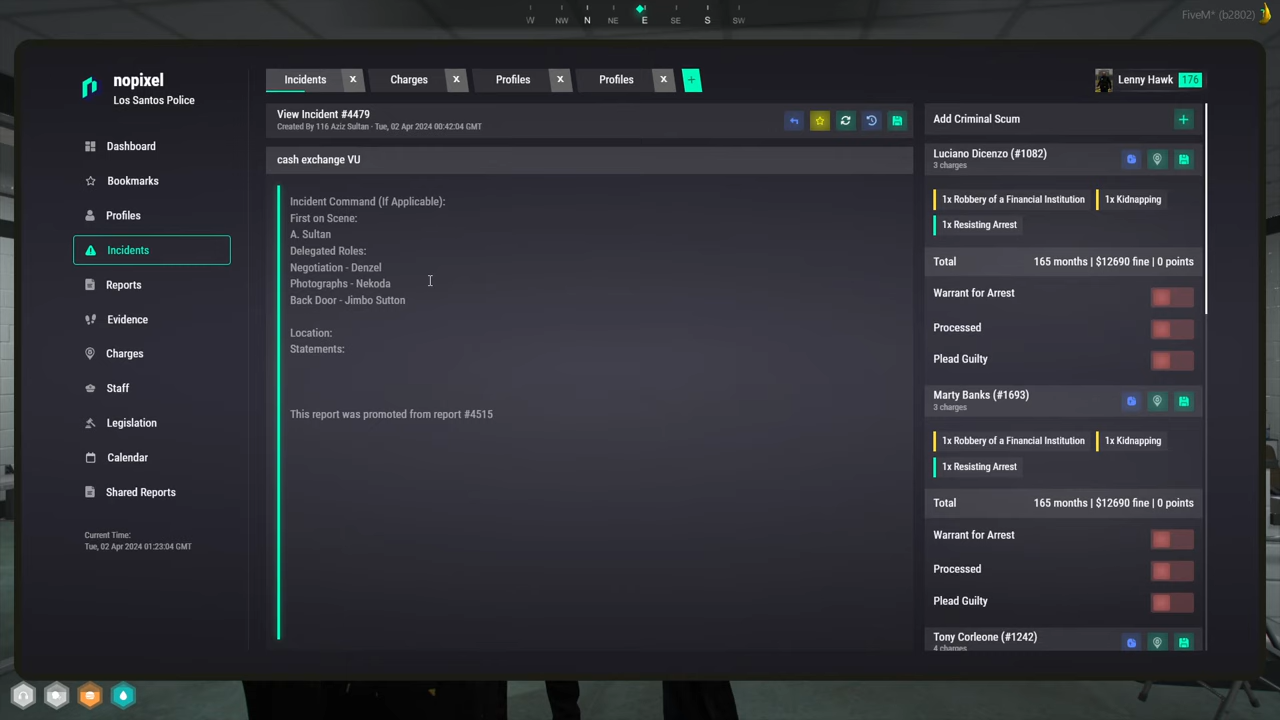 W NW N NE E SE S SW
FiveM* (b2802)
nopixel
Los Santos Police
Dashboard
Bookmarks
Profiles
Incidents
Reports
Evidence
Charges
Staff
Legislation
Calendar
Shared Reports
Current Time:
Tue, 02 Apr 2024 01:23:04 GMT
Incidents x Charges x Profiles x Profiles x +
Lenny Hawk 176
View Incident #4479
Created By 116 Aziz Sultan - Tue, 02 Apr 2024 00:42:04 GMT
cash exchange VU
Incident Command (If Applicable):
First on Scene:
A. Sultan
Delegated Roles:
Negotiation - Denzel
Photographs - Nekoda
Back Door - Jimbo Sutton
Location:
Statements:
This report was promoted from report #4515
Add Criminal Scum +
Luciano Dicenzo (#1082)
3 charges
1x Robbery of a Financial Institution 1x Kidnapping
1x Resisting Arrest
Total 165 months | $12690 fine | 0 points
Warrant for Arrest
Processed
Plead Guilty
Marty Banks (#1693)
3 charges
1x Robbery of a Financial Institution 1x Kidnapping
1x Resisting Arrest
Total 165 months | $12690 fine | 0 points
Warrant for Arrest
Processed
Plead Guilty
Tony Corleone (#1242)
4 charges